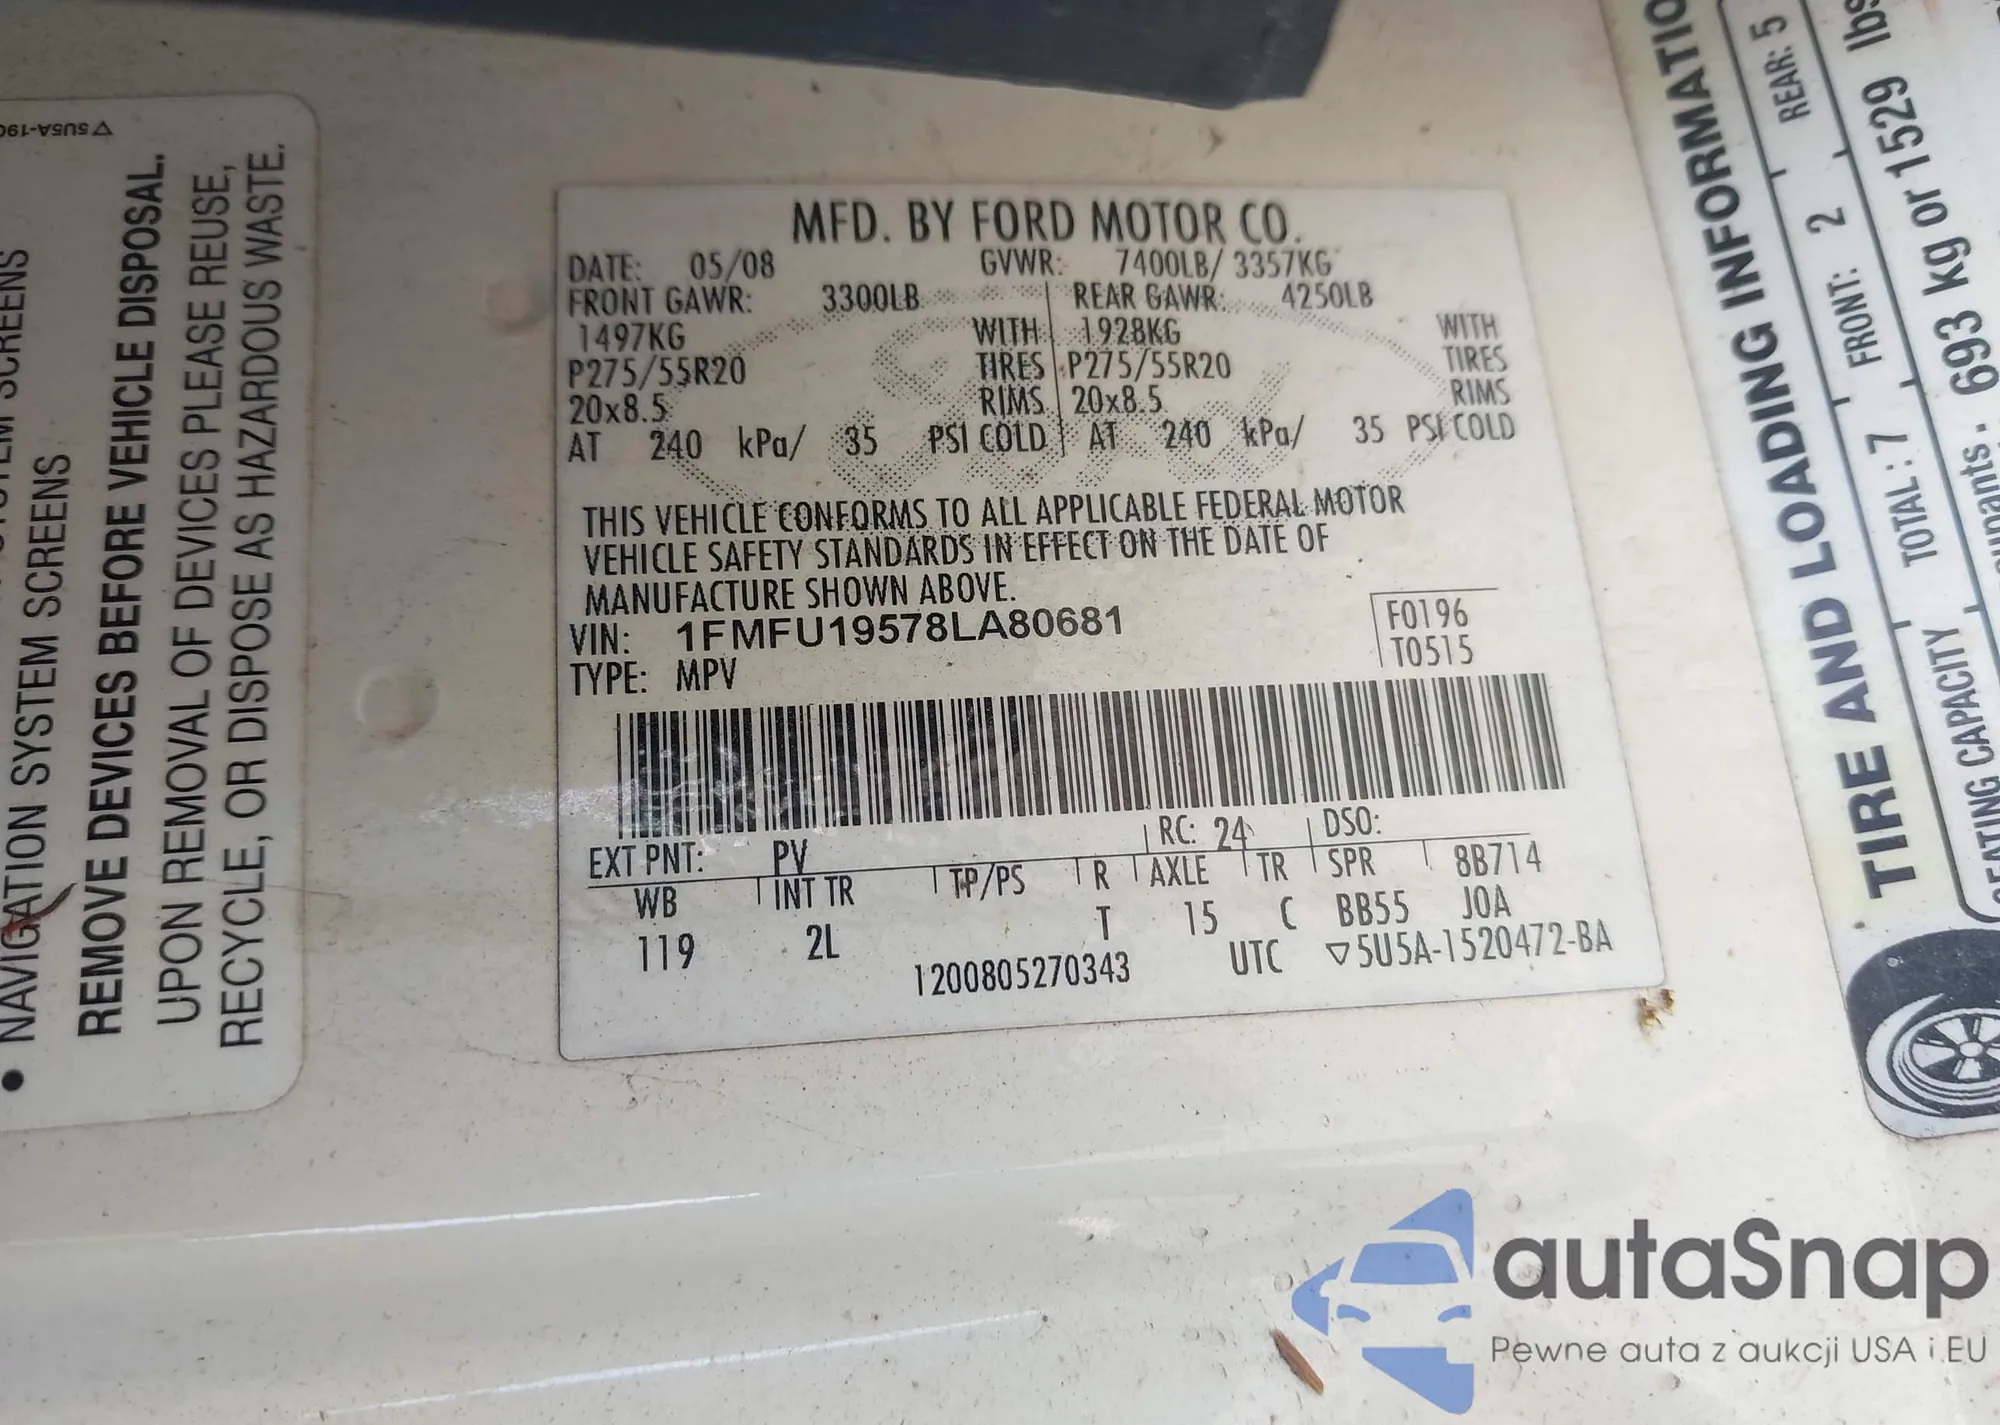 5U5A-190
SYSTEM SCREENS
• NAVIGATION SYSTEM SCREENS
REMOVE DEVICES BEFORE VEHICLE DISPOSAL.
UPON REMOVAL OF DEVICES PLEASE REUSE,
RECYCLE, OR DISPOSE AS HAZARDOUS WASTE.
MFD. BY FORD MOTOR CO.
DATE: 05/08 GVWR: 7400LB/ 3357KG
FRONT GAWR: 3300LB REAR GAWR: 4250LB
1497KG WITH 1928KG WITH
P275/55R20 TIRES P275/55R20 TIRES
20x8.5 RIMS 20x8.5 RIMS
AT 240 kPa/ 35 PSI COLD AT 240 kPa/ 35 PSI COLD
THIS VEHICLE CONFORMS TO ALL APPLICABLE FEDERAL MOTOR
VEHICLE SAFETY STANDARDS IN EFFECT ON THE DATE OF
MANUFACTURE SHOWN ABOVE.
VIN: 1FMFU19578LA80681 F0196
TYPE: MPV T0515
EXT PNT: PV RC: 24 DSO:
WB INT TR TP/PS R AXLE TR SPR 8B714
119 2L T 15 C BB55 J0A
1200805270343 UTC ▽5U5A-1520472-BA
TIRE AND LOADING INFORMATIO
SEATING CAPACITY TOTAL: 7 FRONT: 2 REAR: 5
693 kg or 1529 lbs
autaSnap
Pewne auta z aukcji USA i EU